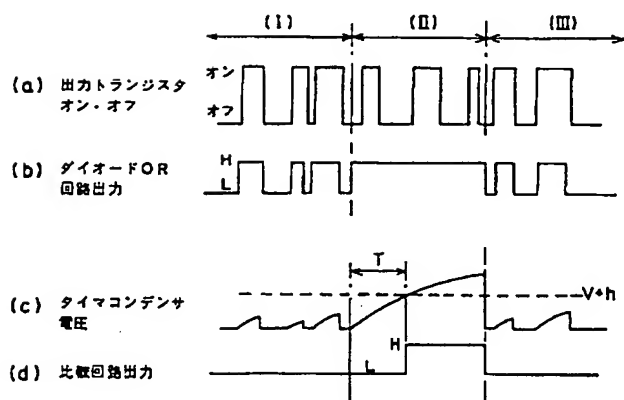 (I) (II) (III)
(a) 出力トランジスタ
オン・オフ
オン
オフ
(b) ダイオードOR
回路出力
H
L
T
(c) タイマコンデンサ
電圧
V+h
(d) 比較回路出力
H
L